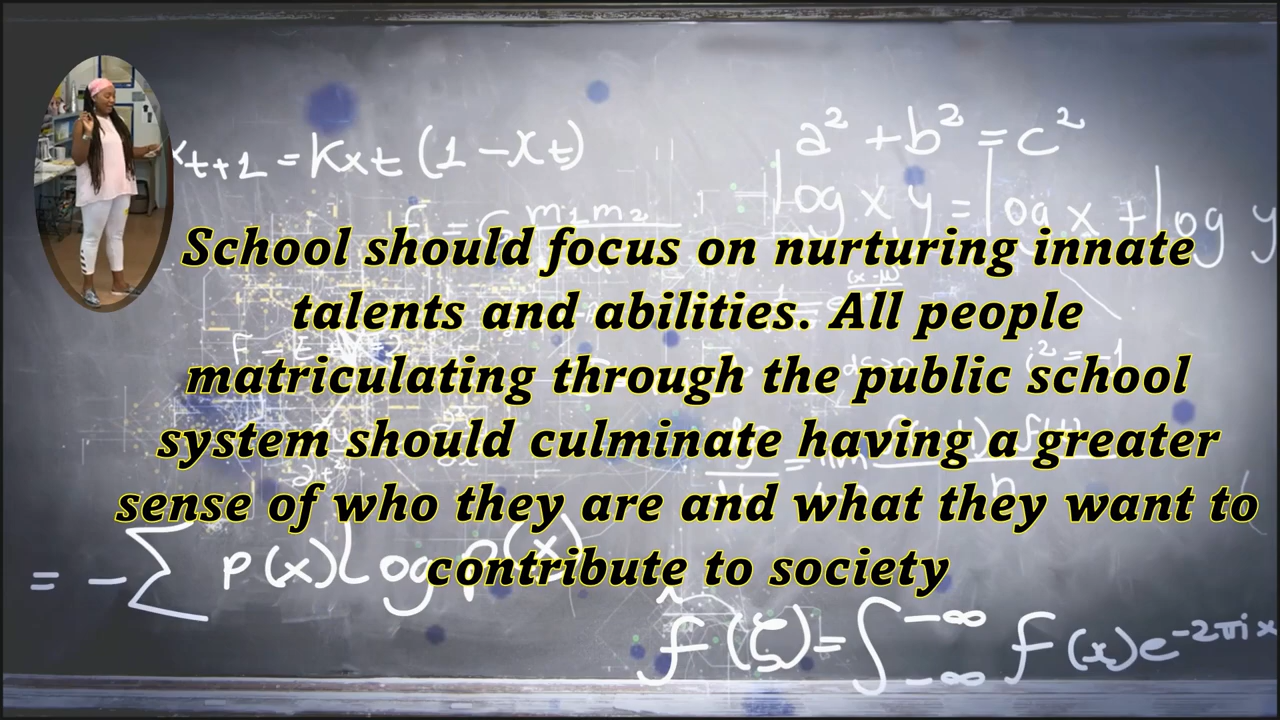 a² + b² = c²
x_{t+1} = Kx_t (1 - x_t)
log x y = log x + log y
m₁m₂
School should focus on nurturing innate
talents and abilities. All people
matriculating through the public school
system should culminate having a greater
sense of who they are and what they want to
contribute to society
= -∑ p(x) log p(x)
f̂(ξ) = ∫ -∞ -∞ f(x)e^{-2πix}